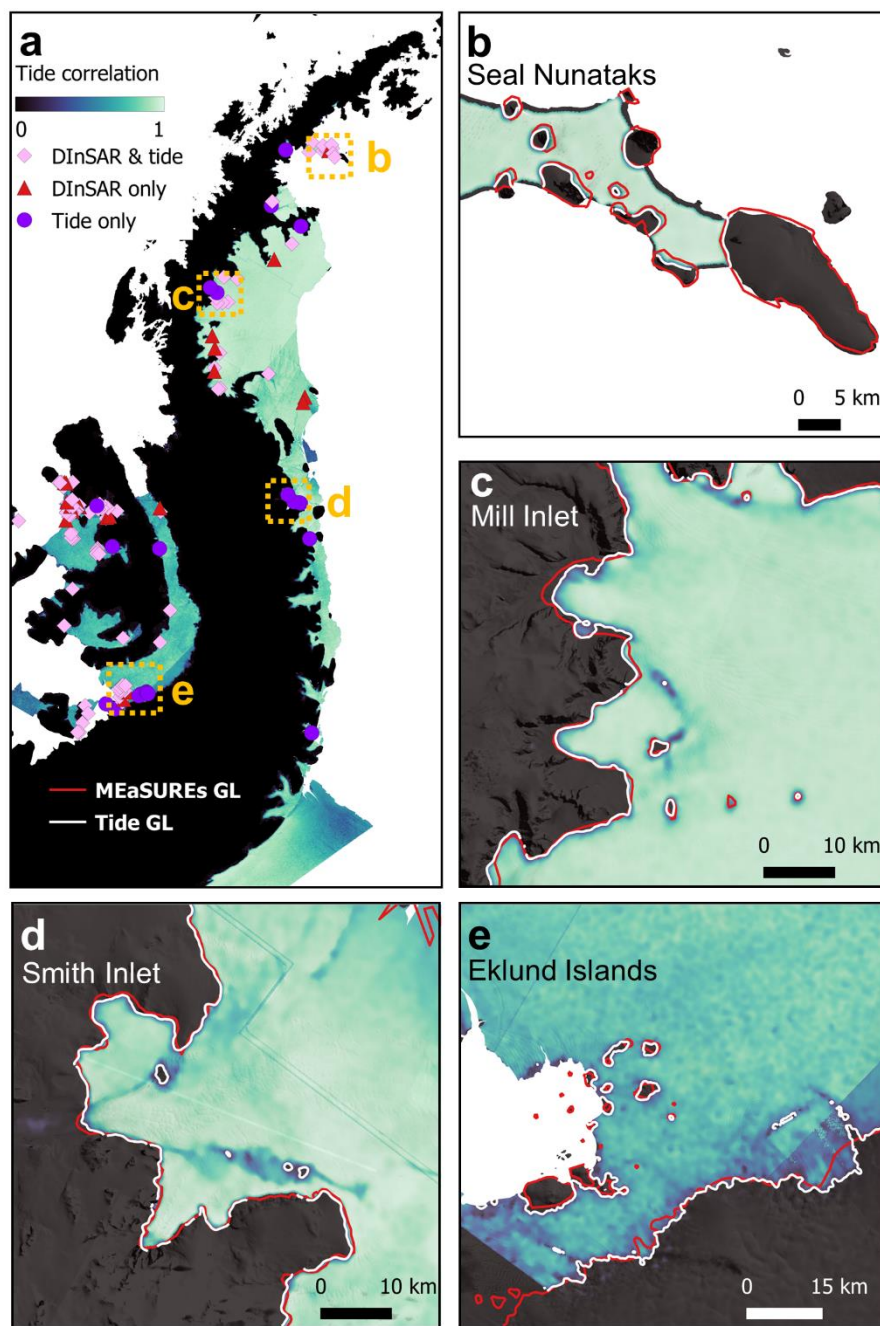 a
Tide correlation
0 1
DInSAR & tide
DInSAR only
Tide only
b
c
d
e
MEaSUREs GL
Tide GL
b
Seal Nunataks
0 5 km
c
Mill Inlet
0 10 km
d
Smith Inlet
0 10 km
e
Eklund Islands
0 15 km